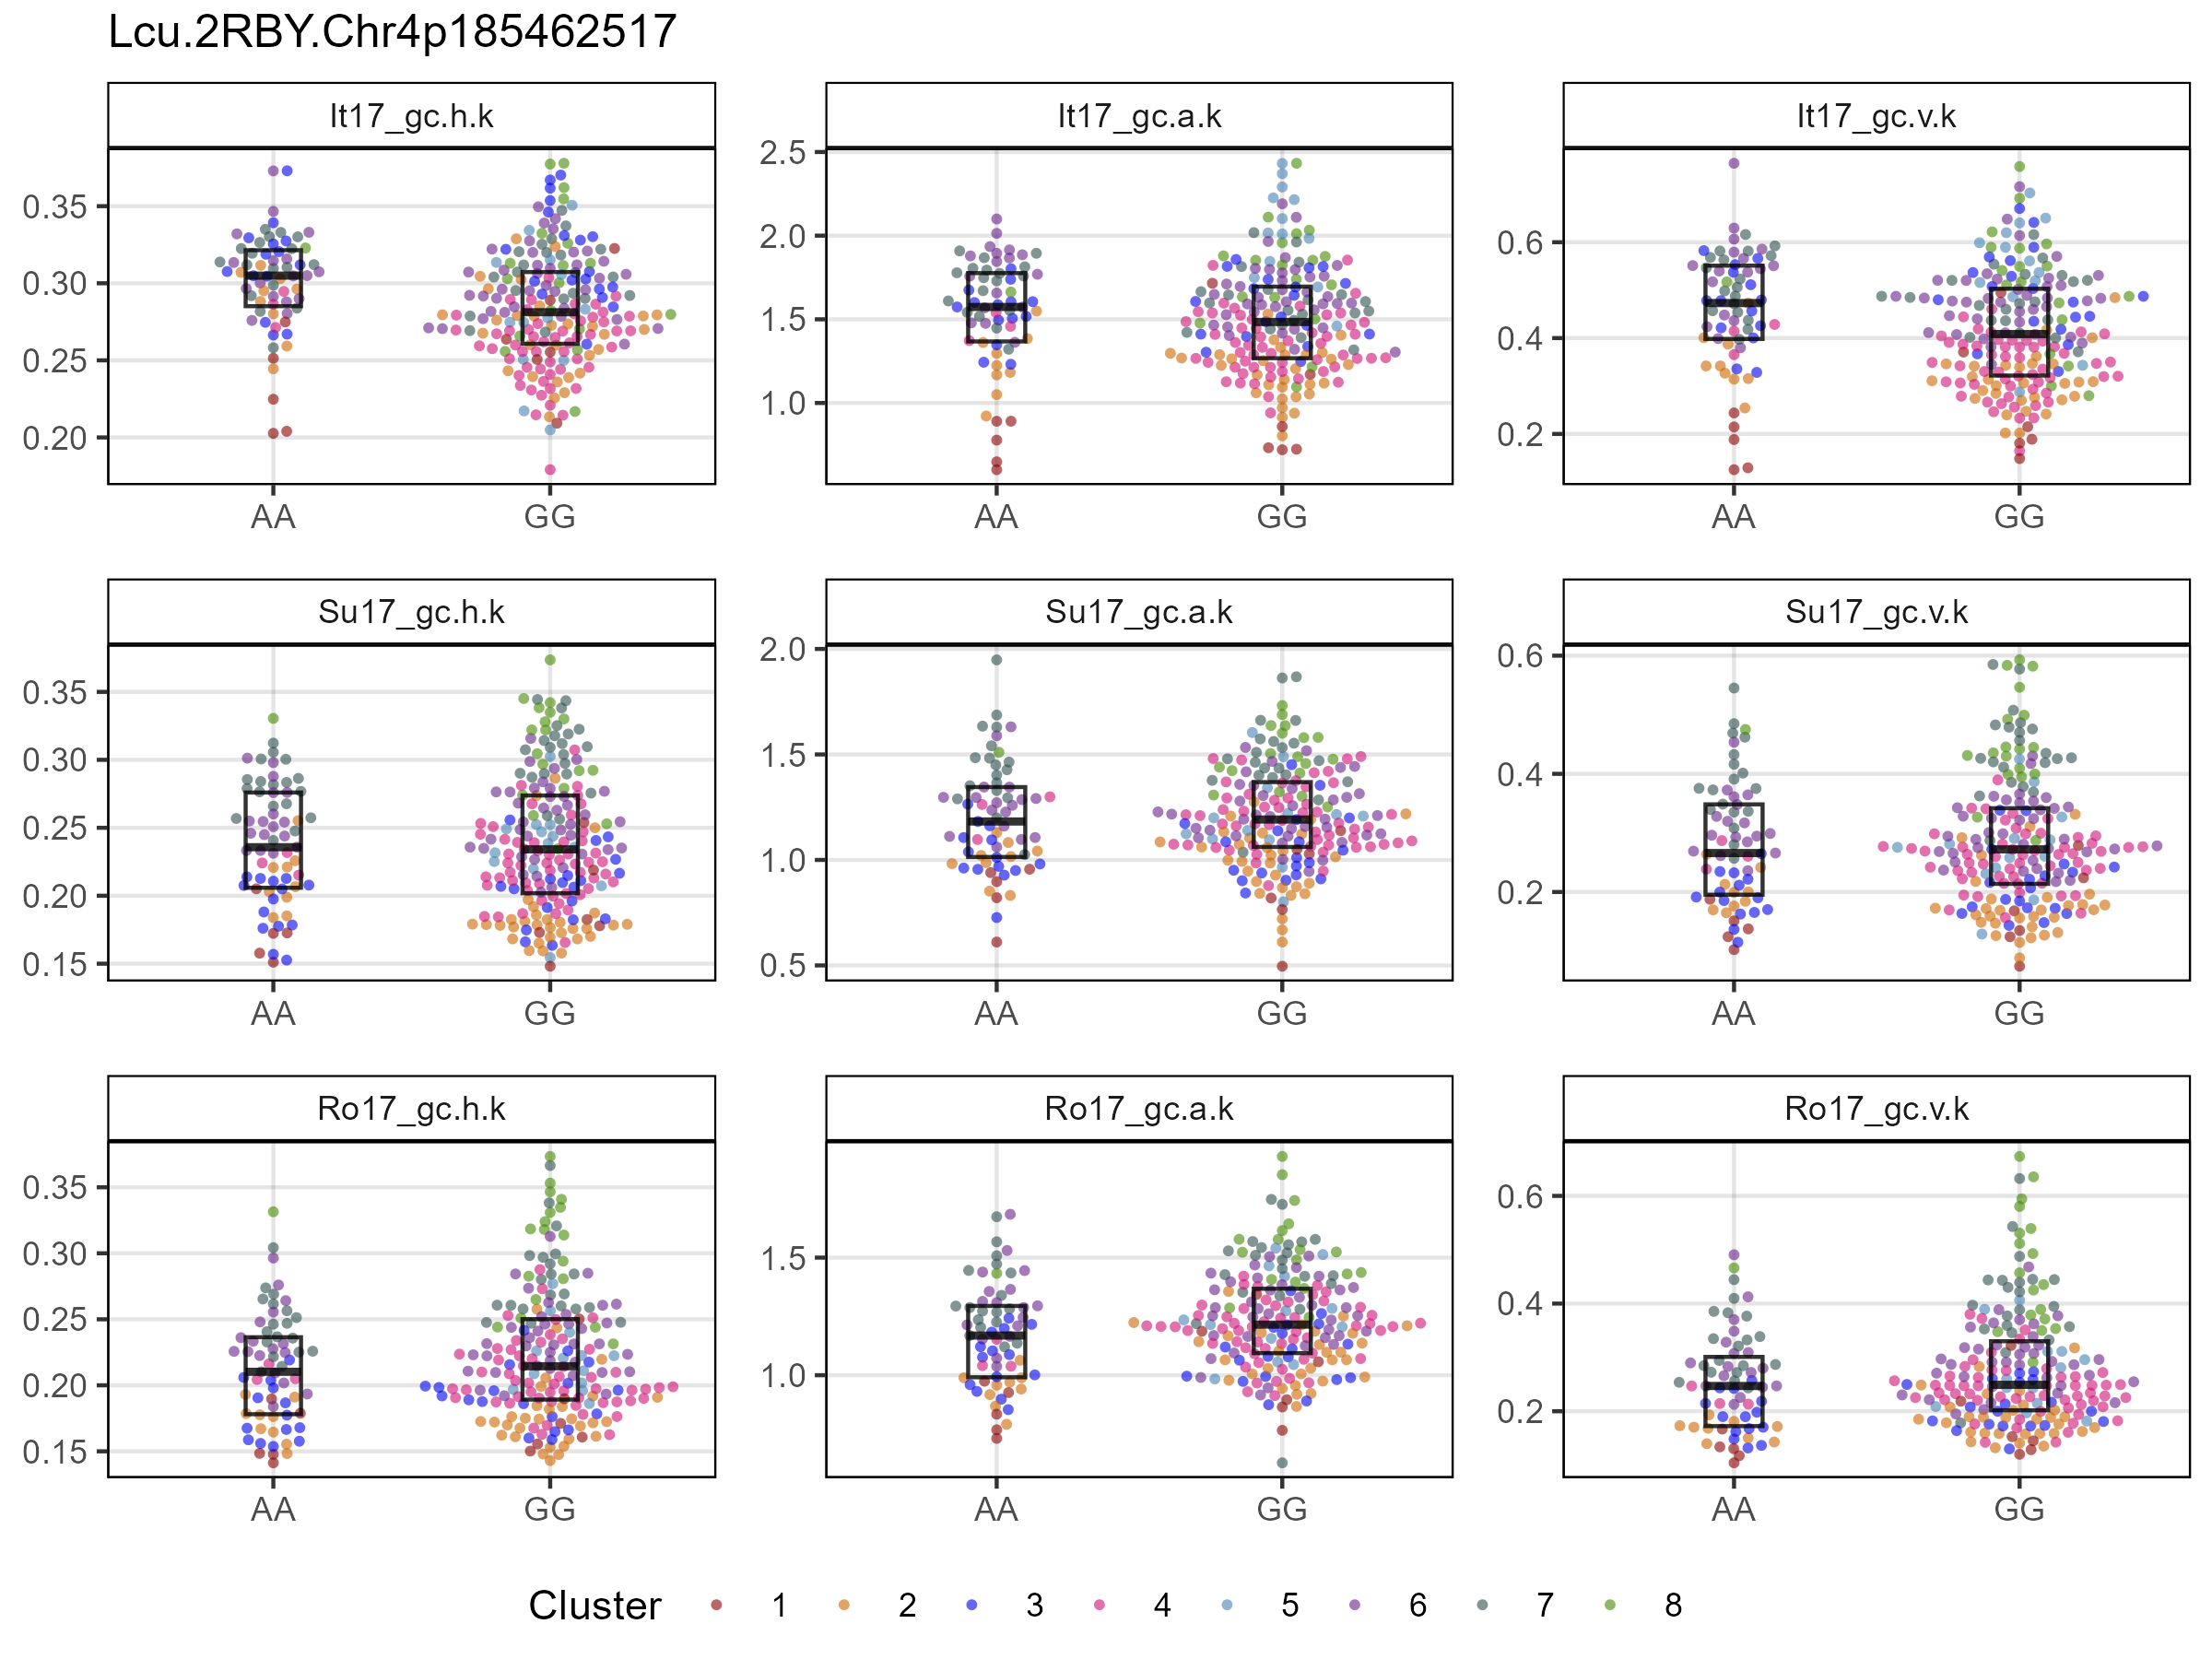 Lcu.2RBY.Chr4p185462517
It17_gc.h.k
It17_gc.a.k
It17_gc.v.k
0.35
0.30
0.25
0.20
AA
GG
2.5
2.0
1.5
1.0
AA
GG
0.6
0.4
0.2
AA
GG
Su17_gc.h.k
Su17_gc.a.k
Su17_gc.v.k
0.35
0.30
0.25
0.20
0.15
AA
GG
2.0
1.5
1.0
0.5
AA
GG
0.6
0.4
0.2
AA
GG
Ro17_gc.h.k
Ro17_gc.a.k
Ro17_gc.v.k
0.35
0.30
0.25
0.20
0.15
AA
GG
1.5
1.0
AA
GG
0.6
0.4
0.2
AA
GG
Cluster 1 2 3 4 5 6 7 8